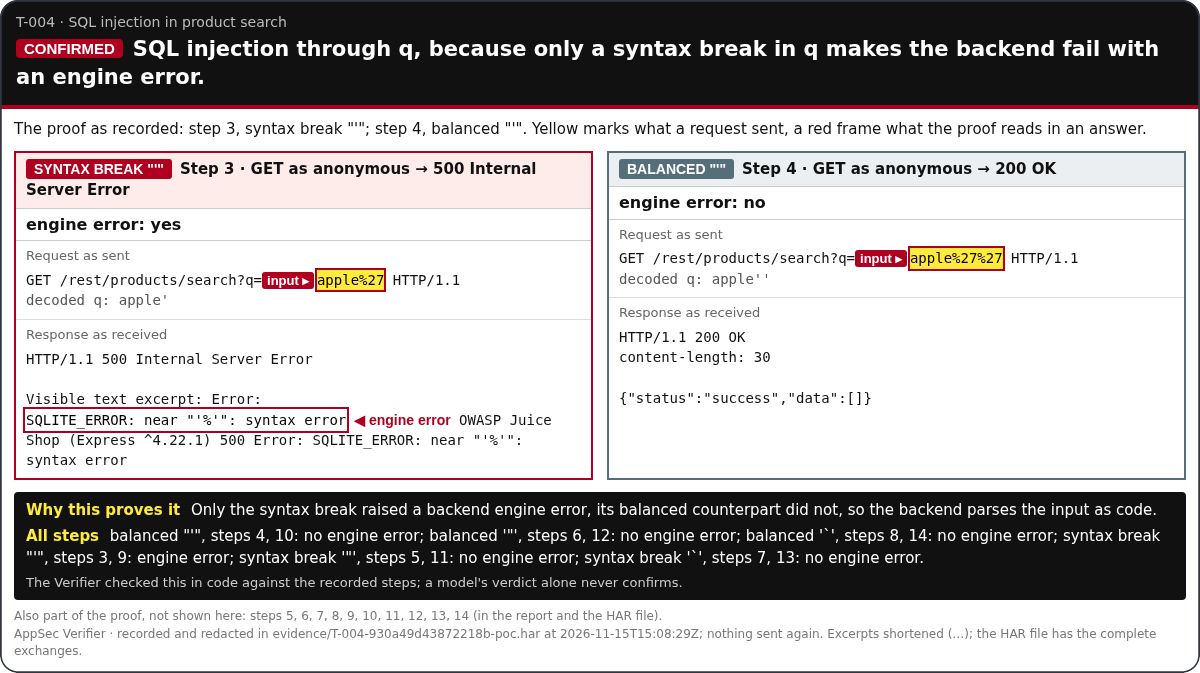 T-004 · SQL injection in product search
CONFIRMED SQL injection through q, because only a syntax break in q makes the backend fail with
an engine error.
The proof as recorded: step 3, syntax break "'"; step 4, balanced "'". Yellow marks what a request sent, a red frame what the proof reads in an answer.
SYNTAX BREAK "'" Step 3 · GET as anonymous → 500 Internal
Server Error
engine error: yes
Request as sent
GET /rest/products/search?q=input ▸ apple%27 HTTP/1.1
decoded q: apple'
Response as received
HTTP/1.1 500 Internal Server Error
Visible text excerpt: Error:
SQLITE_ERROR: near "'%'": syntax error ◀ engine error OWASP Juice
Shop (Express ^4.22.1) 500 Error: SQLITE_ERROR: near "'%'":
syntax error
BALANCED "'" Step 4 · GET as anonymous → 200 OK
engine error: no
Request as sent
GET /rest/products/search?q=input ▸ apple%27%27 HTTP/1.1
decoded q: apple''
Response as received
HTTP/1.1 200 OK
content-length: 30
{"status":"success","data":[]}
Why this proves it Only the syntax break raised a backend engine error, its balanced counterpart did not, so the backend parses the input as code.
All steps balanced "'", steps 4, 10: no engine error; balanced '"', steps 6, 12: no engine error; balanced '`', steps 8, 14: no engine error; syntax break
"'", steps 3, 9: engine error; syntax break '"', steps 5, 11: no engine error; syntax break '`', steps 7, 13: no engine error.
The Verifier checked this in code against the recorded steps; a model's verdict alone never confirms.
Also part of the proof, not shown here: steps 5, 6, 7, 8, 9, 10, 11, 12, 13, 14 (in the report and the HAR file).
AppSec Verifier · recorded and redacted in evidence/T-004-930a49d43872218b-poc.har at 2026-11-15T15:08:29Z; nothing sent again. Excerpts shortened (...); the HAR file has the complete
exchanges.